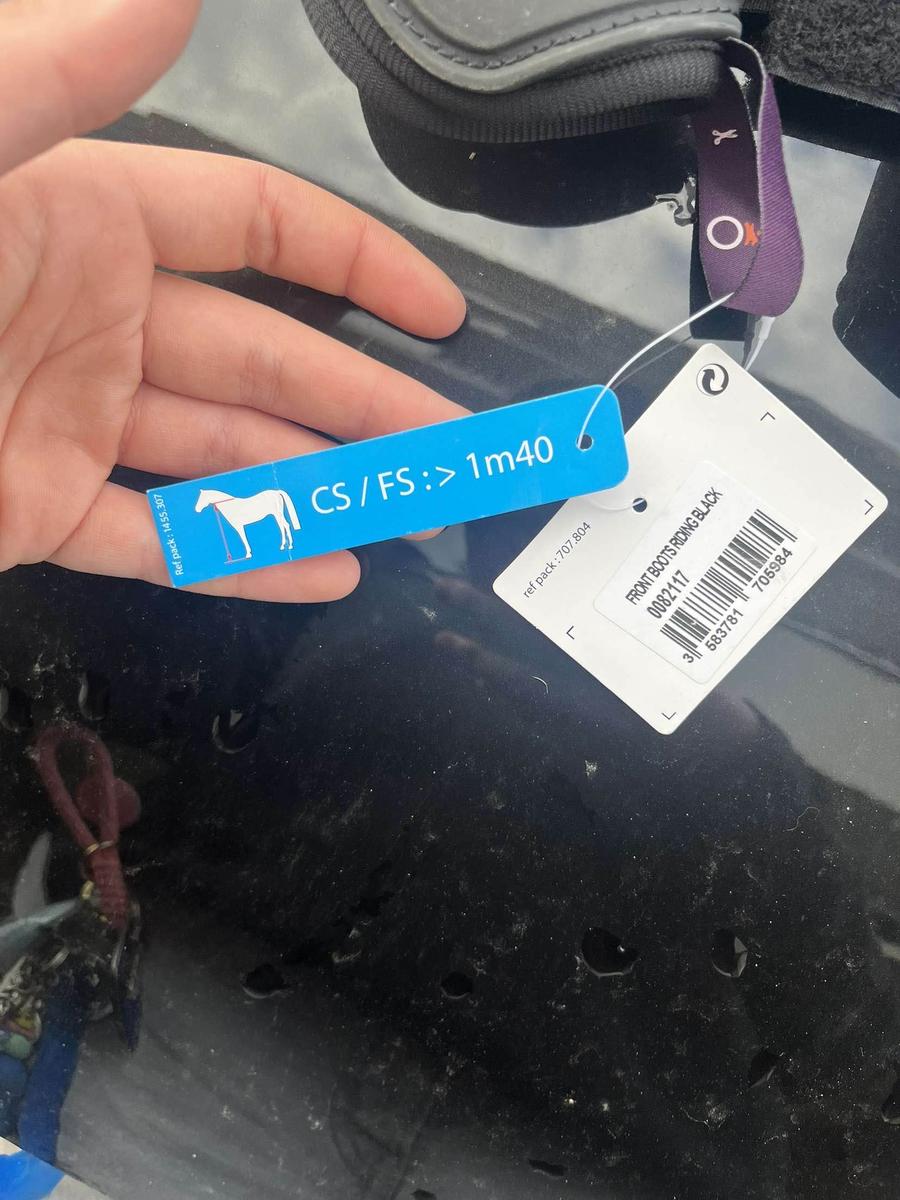 CS / FS : > 1m40
Ref pack : 1455.307
ref pack : 707.804
FRONT BOOTS RIDING BLACK
0082117
3 583781 705984